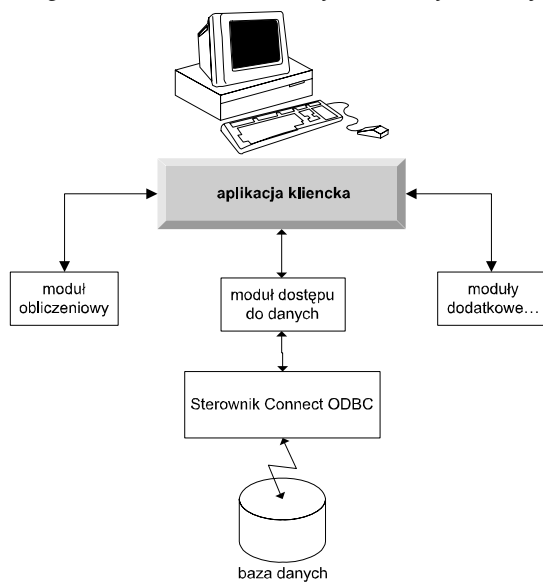 aplikacja kliencka
moduł
obliczeniowy
moduł dostępu
do danych
moduły
dodatkowe...
Sterownik Connect ODBC
baza danych